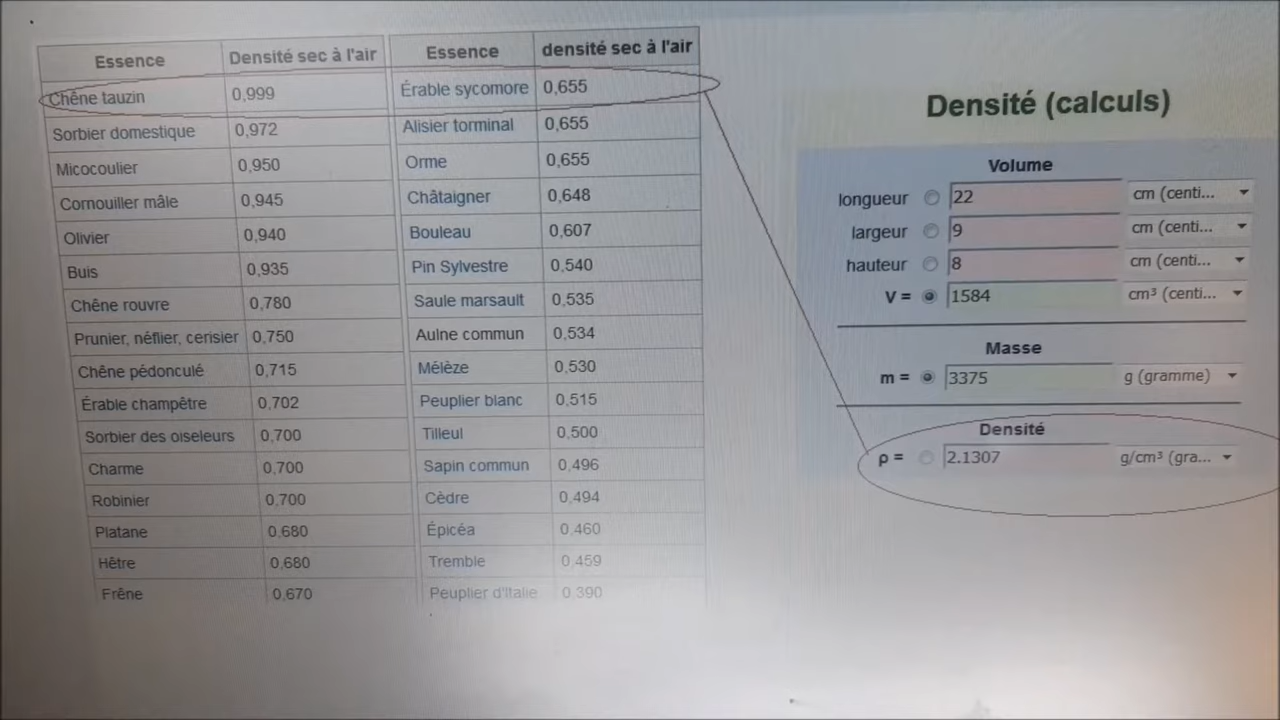 Essence Densité sec à l'air Essence densité sec à l'air
Chêne tauzin 0,999 Érable sycomore 0,655
Sorbier domestique 0,972 Alisier torminal 0,655
Micocoulier 0,950 Orme 0,655
Cornouiller mâle 0,945 Châtaigner 0,648
Olivier 0,940 Bouleau 0,607
Buis 0,935 Pin Sylvestre 0,540
Chêne rouvre 0,780 Saule marsault 0,535
Prunier, néflier, cerisier 0,750 Aulne commun 0,534
Chêne pédonculé 0,715 Mélèze 0,530
Érable champêtre 0,702 Peuplier blanc 0,515
Sorbier des oiseleurs 0,700 Tilleul 0,500
Charme 0,700 Sapin commun 0,496
Robinier 0,700 Cèdre 0,494
Platane 0,680 Épicéa 0,460
Hêtre 0,680 Tremble 0,459
Frêne 0,670 Peuplier d'Italie 0,390
Densité (calculs)
Volume
longueur 22 cm (centi...
largeur 9 cm (centi...
hauteur 8 cm (centi...
V = 1584 cm³ (centi...
Masse
m = 3375 g (gramme)
Densité
ρ = 2.1307 g/cm³ (gra...